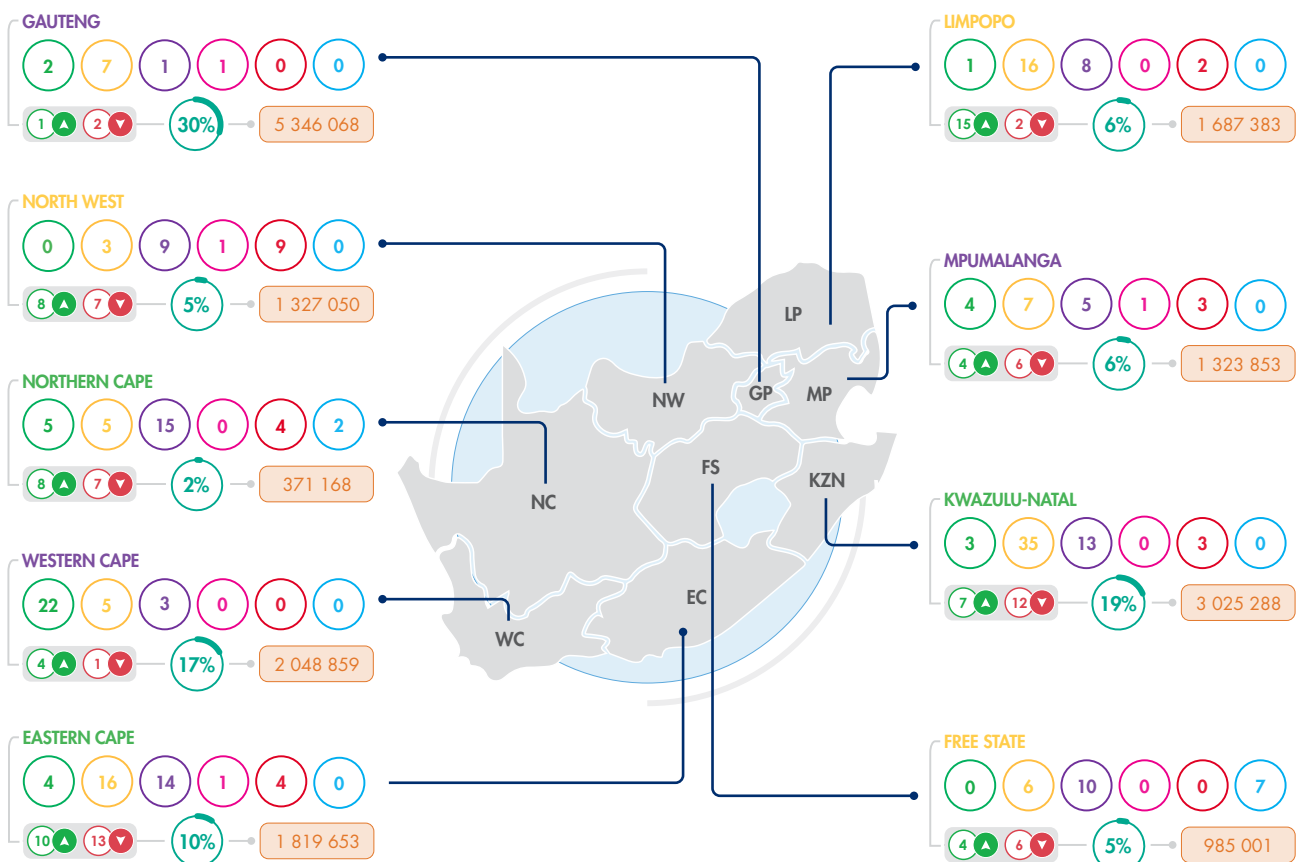 GAUTENG
2 7 1 1 0 0
1 2 30% 5 346 068
NORTH WEST
0 3 9 1 9 0
8 7 5% 1 327 050
NORTHERN CAPE
5 5 15 0 4 2
8 7 2% 371 168
WESTERN CAPE
22 5 3 0 0 0
4 1 17% 2 048 859
EASTERN CAPE
4 16 14 1 4 0
10 13 10% 1 819 653
LP
NW
GP
MP
FS
KZN
NC
EC
WC
LIMPOPO
1 16 8 0 2 0
15 2 6% 1 687 383
MPUMALANGA
4 7 5 1 3 0
4 6 6% 1 323 853
KWAZULU-NATAL
3 35 13 0 3 0
7 12 19% 3 025 288
FREE STATE
0 6 10 0 0 7
4 6 5% 985 001